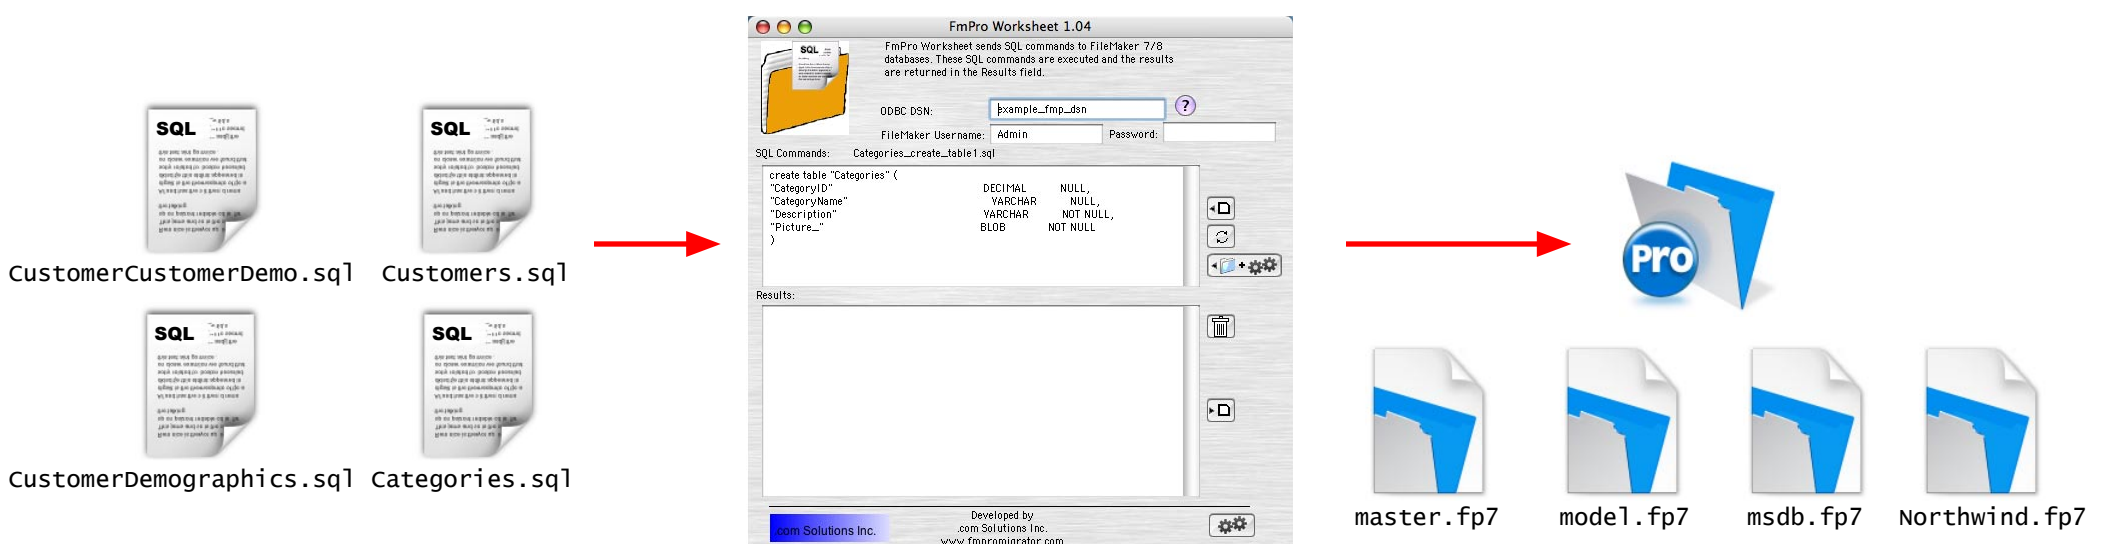 SQL
SQL
CustomerCustomerDemo.sql
Customers.sql
SQL
SQL
CustomerDemographics.sql
Categories.sql
FmPro Worksheet 1.04
SQL
FmPro Worksheet sends SQL commands to FileMaker 7/8
databases. These SQL commands are executed and the results
are returned in the Results field.
ODBC DSN: example_fmp_dsn ?
FileMaker Username: Admin Password:
SQL Commands: Categories_create_table1.sql
create table "Categories" (
"CategoryID" DECIMAL NULL,
"CategoryName" VARCHAR NULL,
"Description" VARCHAR NOT NULL,
"Picture_" BLOB NOT NULL
)
Results:
.com Solutions Inc.
Developed by
.com Solutions Inc.
www.fmpromigrator.com
Pro
master.fp7
model.fp7
msdb.fp7
Northwind.fp7